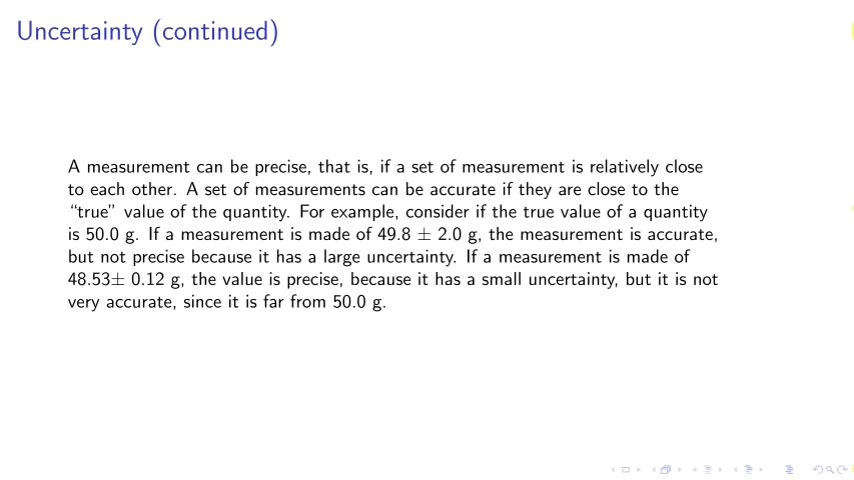 Uncertainty (continued)
A measurement can be precise, that is, if a set of measurement is relatively close
to each other. A set of measurements can be accurate if they are close to the
“true” value of the quantity. For example, consider if the true value of a quantity
is 50.0 g. If a measurement is made of 49.8 ± 2.0 g, the measurement is accurate,
but not precise because it has a large uncertainty. If a measurement is made of
48.53± 0.12 g, the value is precise, because it has a small uncertainty, but it is not
very accurate, since it is far from 50.0 g.